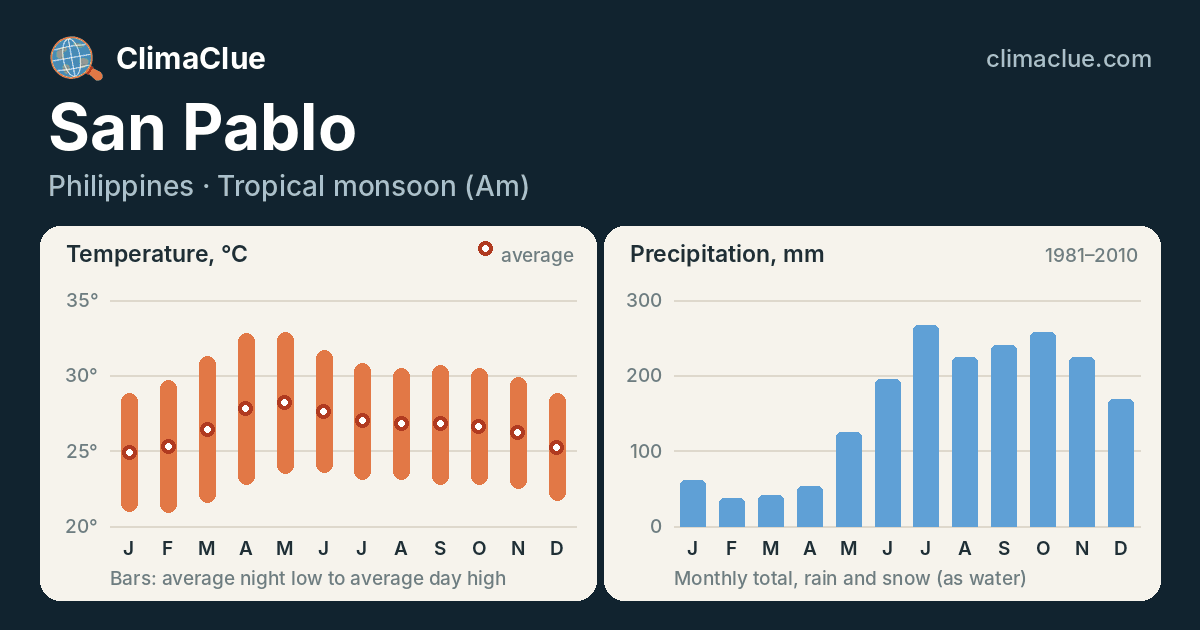 ClimaClue
climaclue.com
San Pablo
Philippines · Tropical monsoon (Am)
Temperature, °C
average
35°
30°
25°
20°
J F M A M J J A S O N D
Bars: average night low to average day high
Precipitation, mm
1981–2010
300
200
100
0
J F M A M J J A S O N D
Monthly total, rain and snow (as water)